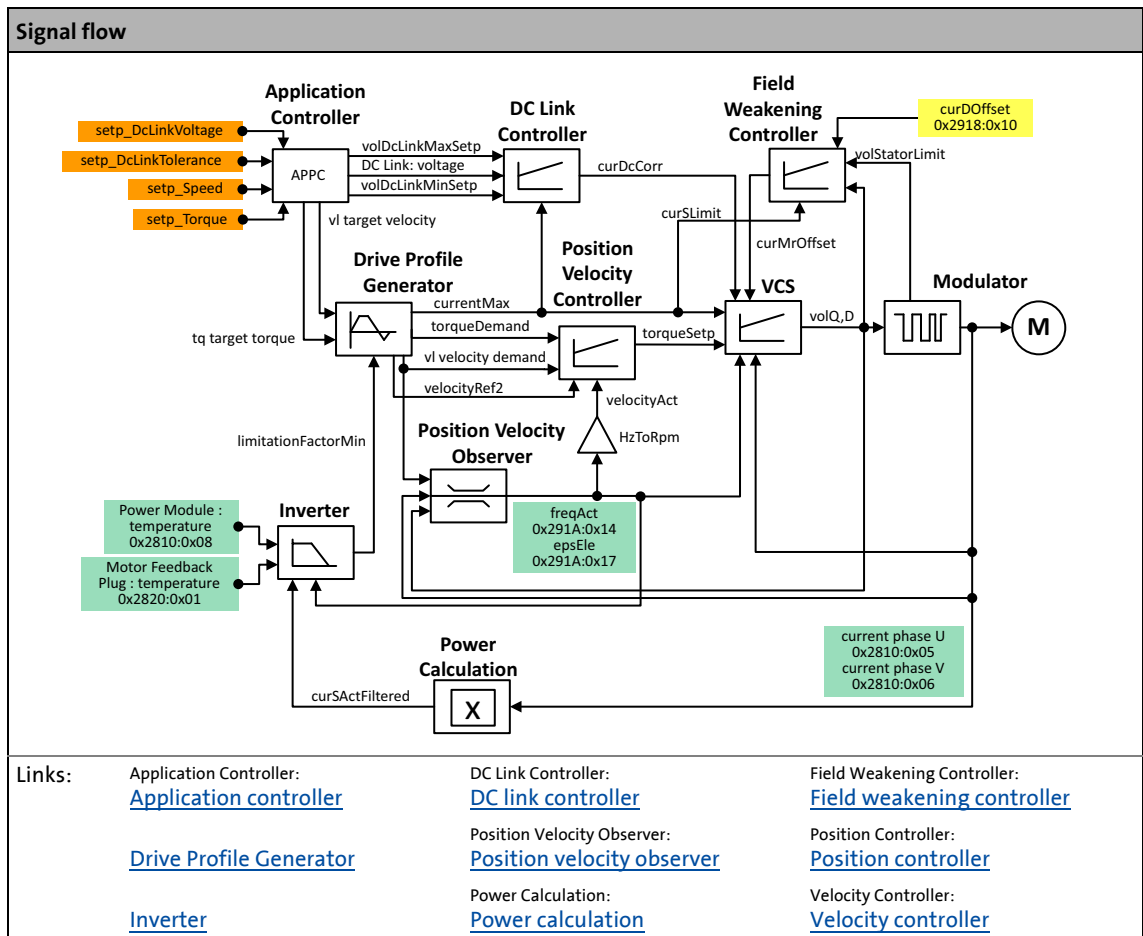 Signal flow
Application
Controller
DC Link
Controller
Field
Weakening
Controller
curDOffset
0x2918:0x10
setp_DcLinkVoltage
setp_DcLinkTolerance
setp_Speed
setp_Torque
APPC
volDcLinkMaxSetp
DC Link: voltage
volDcLinkMinSetp
curDcCorr
volStatorLimit
curSLimit
curMrOffset
vl target velocity
tq target torque
Drive Profile
Generator
Position
Velocity
Controller
VCS
Modulator
currentMax
torqueDemand
vl velocity demand
velocityRef2
torqueSetp
volQ,D
M
velocityAct
HzToRpm
limitationFactorMin
Position Velocity
Observer
freqAct
0x291A:0x14
epsEle
0x291A:0x17
Power Module :
temperature
0x2810:0x08
Motor Feedback
Plug : temperature
0x2820:0x01
Inverter
current phase U
0x2810:0x05
current phase V
0x2810:0x06
Power
Calculation
curSActFiltered
X
Links:
Application Controller:
Application controller
DC Link Controller:
DC link controller
Field Weakening Controller:
Field weakening controller
Drive Profile Generator
Position Velocity Observer:
Position velocity observer
Position Controller:
Position controller
Inverter
Power Calculation:
Power calculation
Velocity Controller:
Velocity controller